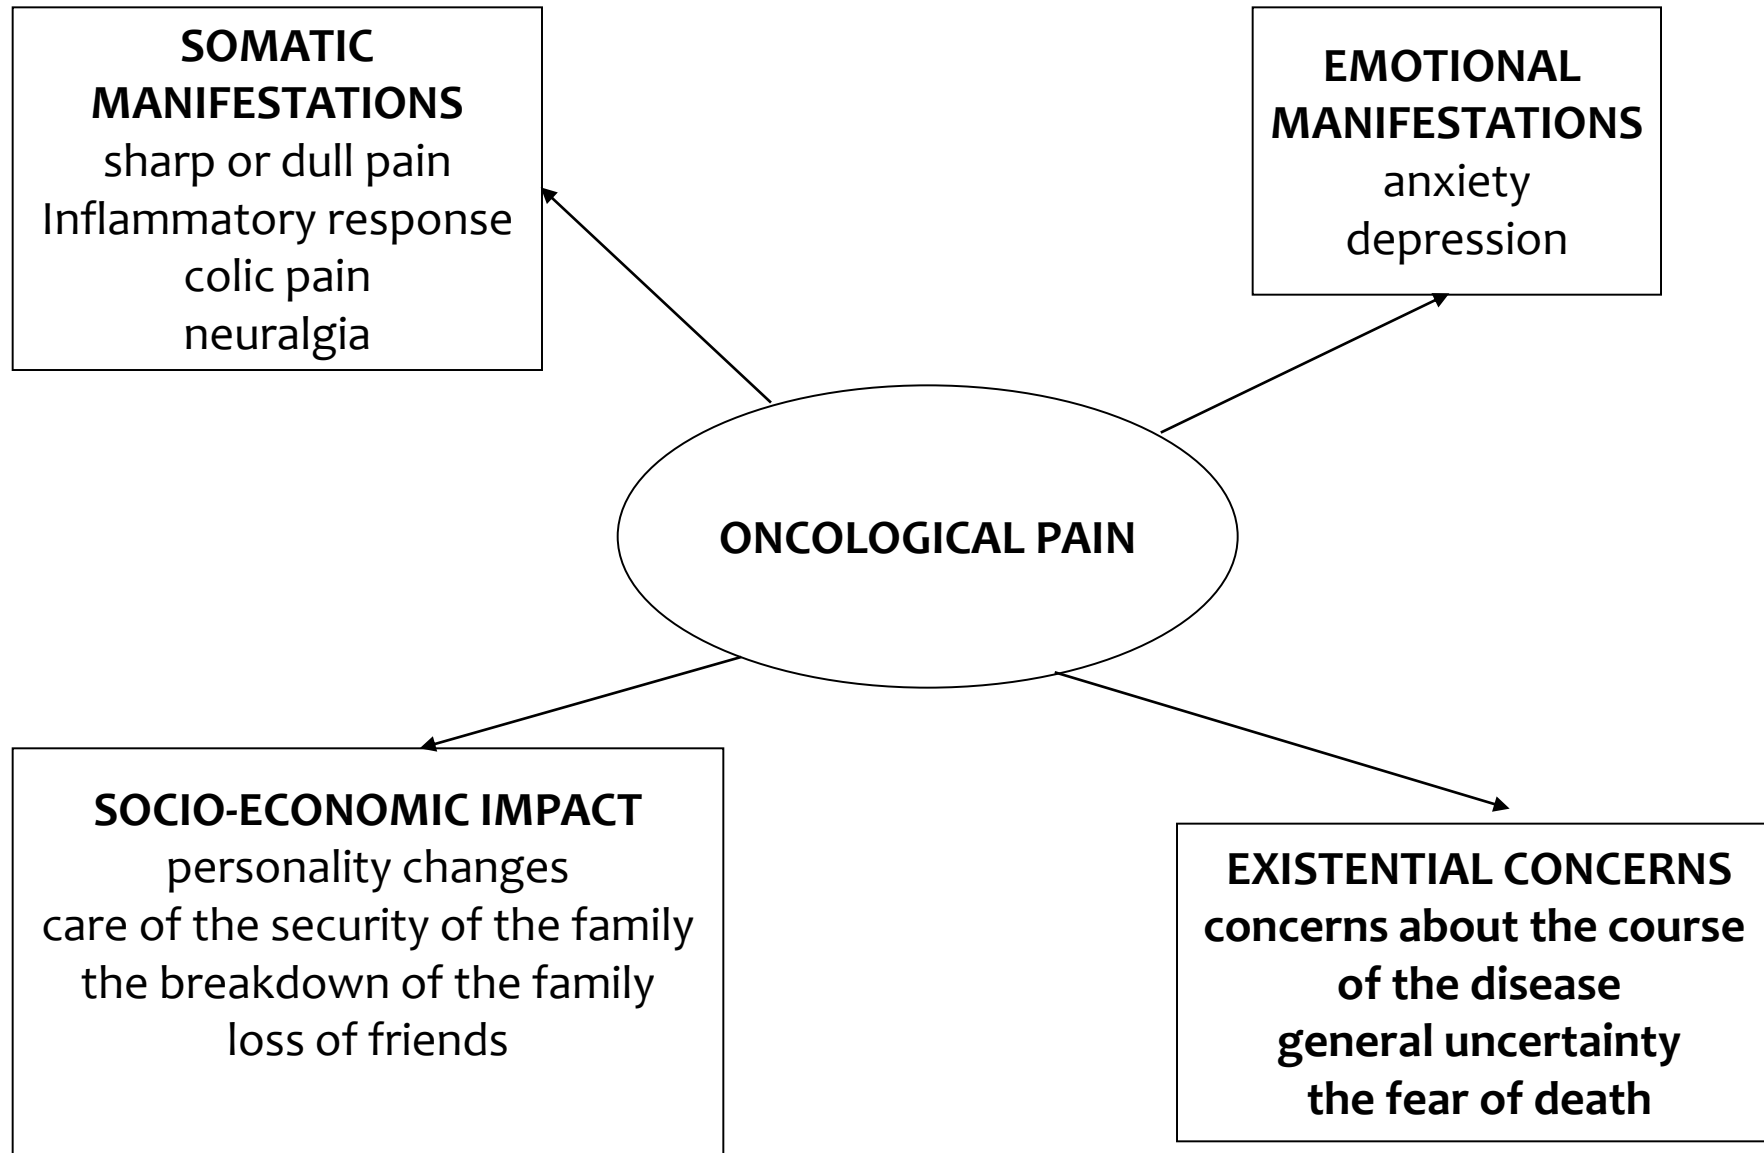 SOMATIC
MANIFESTATIONS
sharp or dull pain
Inflammatory response
colic pain
neuralgia
EMOTIONAL
MANIFESTATIONS
anxiety
depression
ONCOLOGICAL PAIN
SOCIO-ECONOMIC IMPACT
personality changes
care of the security of the family
the breakdown of the family
loss of friends
EXISTENTIAL CONCERNS
concerns about the course
of the disease
general uncertainty
the fear of death